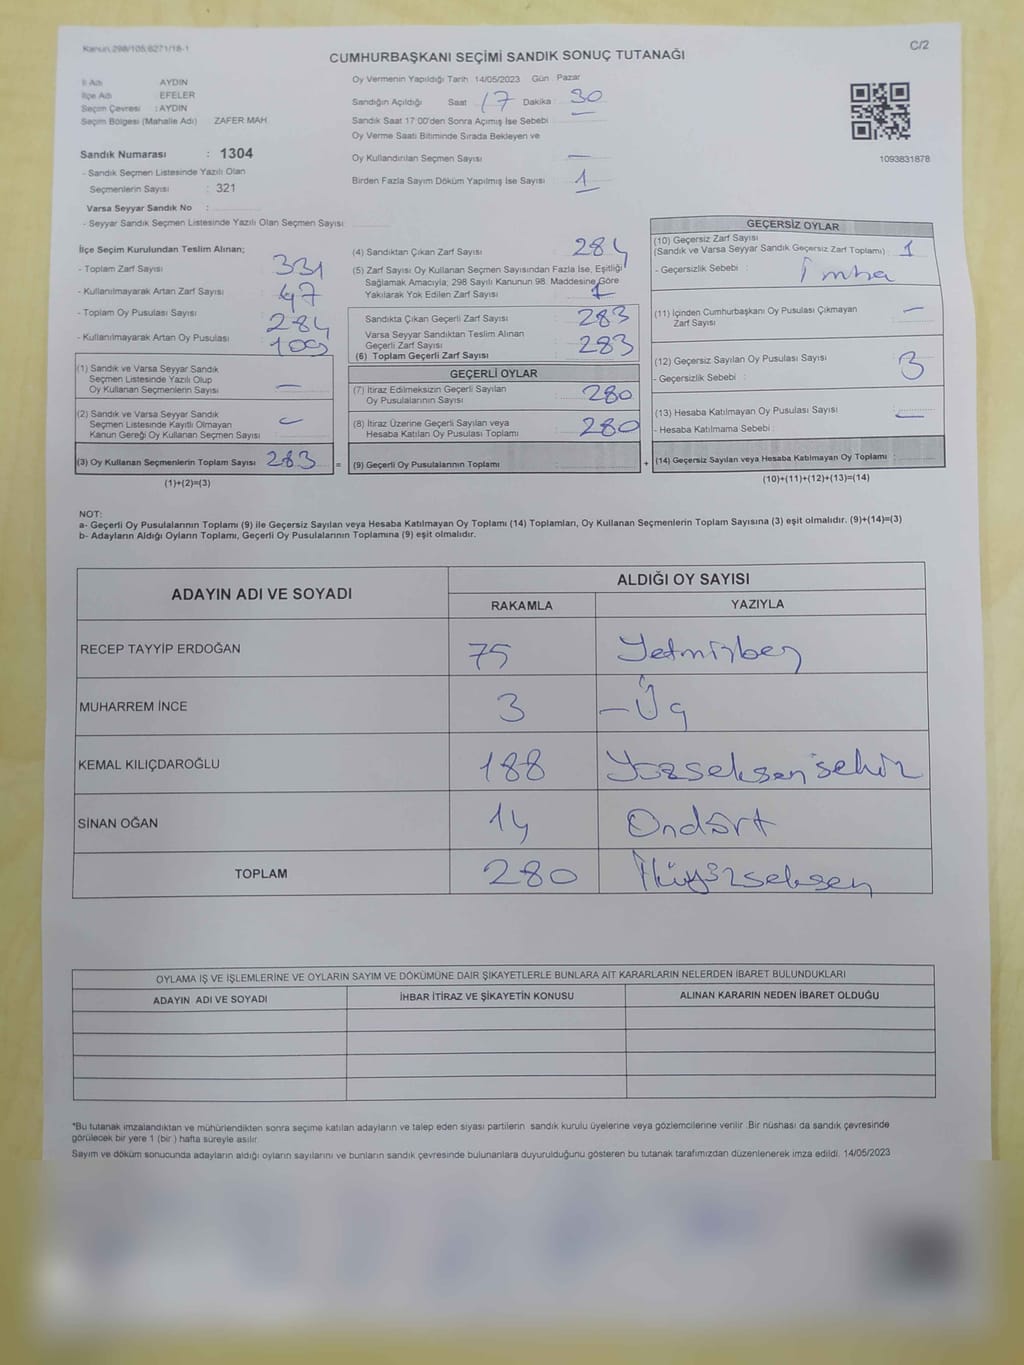 Kanun 298/105,6271/18-1
C/2
CUMHURBAŞKANI SEÇİMİ SANDIK SONUÇ TUTANAĞI
İl Adı AYDIN
İlçe Adı EFELER
Seçim Çevresi : AYDIN
Seçim Bölgesi (Mahalle Adı) ZAFER MAH
Sandık Numarası : 1304
- Sandık Seçmen Listesinde Yazılı Olan
Seçmenlerin Sayısı : 321
Varsa Seyyar Sandık No :
- Seyyar Sandık Seçmen Listesinde Yazılı Olan Seçmen Sayısı
Oy Vermenin Yapıldığı Tarih : 14/05/2023 Gün : Pazar
Sandığın Açıldığı Saat 17 Dakika : 30
Sandık Saat 17:00'den Sonra Açımış İse Sebebi :
Oy Verme Saati Bitiminde Sırada Bekleyen ve
Oy Kullandırılan Seçmen Sayısı —
Birden Fazla Sayım Döküm Yapılmış İse Sayısı : 1
1093831878
İlçe Seçim Kurulundan Teslim Alınan;
- Toplam Zarf Sayısı 331
- Kullanılmayarak Artan Zarf Sayısı : 47
- Toplam Oy Pusulası Sayısı : 284
- Kullanılmayarak Artan Oy Pusulası
(1) Sandık ve Varsa Seyyar Sandık
Seçmen Listesinde Yazılı Olup
Oy Kullanan Seçmenlerin Sayısı : —
(2) Sandık ve Varsa Seyyar Sandık
Seçmen Listesinde Kayıtlı Olmayan
Kanun Gereği Oy Kullanan Seçmen Sayısı : —
(3) Oy Kullanan Seçmenlerin Toplam Sayısı : 283
(1)+(2)=(3)
(4) Sandıktan Çıkan Zarf Sayısı : 284
(5) Zarf Sayısı Oy Kullanan Seçmen Sayısından Fazla İse, Eşitliği
Sağlamak Amacıyla; 298 Sayılı Kanunun 98. Maddesine Göre
Yakılarak Yok Edilen Zarf Sayısı : 1
Sandıkta Çıkan Geçerli Zarf Sayısı : 283
Varsa Seyyar Sandıktan Teslim Alınan
Geçerli Zarf Sayısı
(6) Toplam Geçerli Zarf Sayısı : 283
GEÇERLİ OYLAR
(7) İtiraz Edilmeksizin Geçerli Sayılan
Oy Pusulalarının Sayısı : 280
(8) İtiraz Üzerine Geçerli Sayılan veya
Hesaba Katılan Oy Pusulası Toplamı : 280
= (9) Geçerli Oy Pusulalarının Toplamı :
GEÇERSİZ OYLAR
(10) Geçersiz Zarf Sayısı
(Sandık ve Varsa Seyyar Sandık Geçersiz Zarf Toplamı) : 1
- Geçersizlik Sebebi : İmha
(11) İçinden Cumhurbaşkanı Oy Pusulası Çıkmayan
Zarf Sayısı : —
(12) Geçersiz Sayılan Oy Pusulası Sayısı : 3
- Geçersizlik Sebebi :
(13) Hesaba Katılmayan Oy Pusulası Sayısı : —
- Hesaba Katılmama Sebebi
+ (14) Geçersiz Sayılan veya Hesaba Katılmayan Oy Toplamı :
(10)+(11)+(12)+(13)=(14)
NOT:
a- Geçerli Oy Pusulalarının Toplamı (9) ile Geçersiz Sayılan veya Hesaba Katılmayan Oy Toplamı (14) Toplamları, Oy Kullanan Seçmenlerin Toplam Sayısına (3) eşit olmalıdır. (9)+(14)=(3)
b- Adayların Aldığı Oyların Toplamı, Geçerli Oy Pusulalarının Toplamına (9) eşit olmalıdır.
ADAYIN ADI VE SOYADI ALDIĞI OY SAYISI
RAKAMLA YAZIYLA
RECEP TAYYİP ERDOĞAN 75 Yetmişbeş
MUHARREM İNCE 3 – Üç
KEMAL KILIÇDAROĞLU 188 Yüzseksensekiz
SİNAN OĞAN 14 Ondört
TOPLAM 280 İkiyüzseksen
OYLAMA İŞ VE İŞLEMLERİNE VE OYLARIN SAYIM VE DÖKÜMÜNE DAİR ŞİKAYETLERLE BUNLARA AİT KARARLARIN NELERDEN İBARET BULUNDUKLARI
ADAYIN ADI VE SOYADI İHBAR İTİRAZ VE ŞİKAYETİN KONUSU ALINAN KARARIN NEDEN İBARET OLDUĞU
*Bu tutanak imzalandıktan ve mühürlendikten sonra seçime katılan adayların ve talep eden siyasi partilerin sandık kurulu üyelerine veya gözlemcilerine verilir. Bir nüshası da sandık çevresinde
görülecek bir yere 1 (bir ) hafta süreyle asılır.
Sayım ve döküm sonucunda adayların aldığı oyların sayılarını ve bunların sandık çevresinde bulunanlara duyurulduğunu gösteren bu tutanak tarafımızdan düzenlenerek imza edildi. 14/05/2023